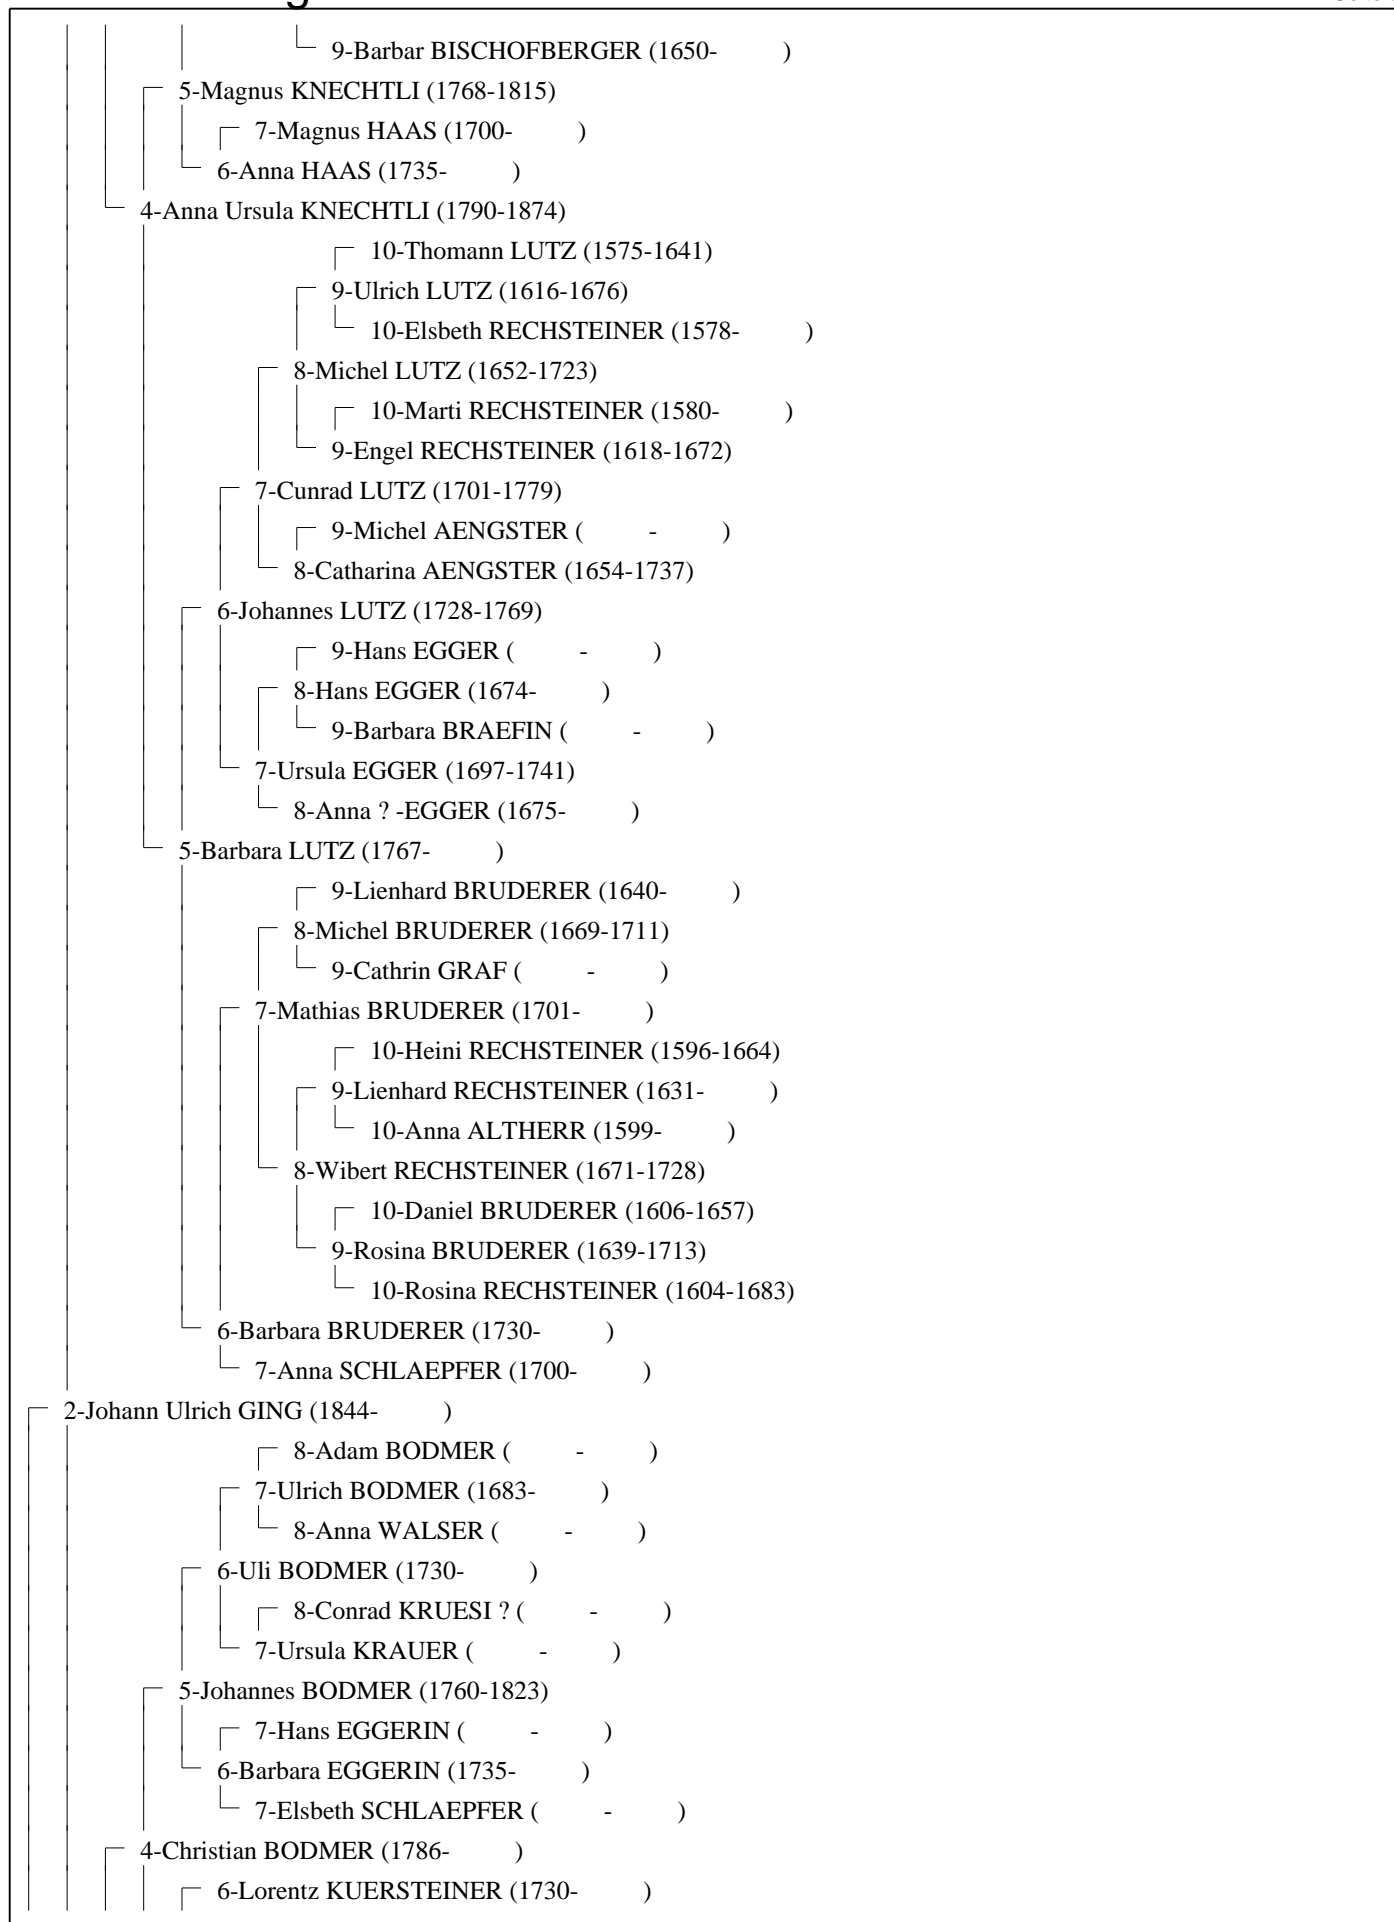 9-Barbar BISCHOFBERGER (1650- )
5-Magnus KNECHTLI (1768-1815)
7-Magnus HAAS (1700- )
6-Anna HAAS (1735- )
4-Anna Ursula KNECHTLI (1790-1874)
10-Thomann LUTZ (1575-1641)
9-Ulrich LUTZ (1616-1676)
10-Elsbeth RECHSTEINER (1578- )
8-Michel LUTZ (1652-1723)
10-Marti RECHSTEINER (1580- )
9-Engel RECHSTEINER (1618-1672)
7-Cunrad LUTZ (1701-1779)
9-Michel AENGSTER ( - )
8-Catharina AENGSTER (1654-1737)
6-Johannes LUTZ (1728-1769)
9-Hans EGGER ( - )
8-Hans EGGER (1674- )
9-Barbara BRAEFIN ( - )
7-Ursula EGGER (1697-1741)
8-Anna ? -EGGER (1675- )
5-Barbara LUTZ (1767- )
9-Lienhard BRUDERER (1640- )
8-Michel BRUDERER (1669-1711)
9-Cathrin GRAF ( - )
7-Mathias BRUDERER (1701- )
10-Heini RECHSTEINER (1596-1664)
9-Lienhard RECHSTEINER (1631- )
10-Anna ALTHERR (1599- )
8-Wibert RECHSTEINER (1671-1728)
10-Daniel BRUDERER (1606-1657)
9-Rosina BRUDERER (1639-1713)
10-Rosina RECHSTEINER (1604-1683)
6-Barbara BRUDERER (1730- )
7-Anna SCHLAEPFER (1700- )
2-Johann Ulrich GING (1844- )
8-Adam BODMER ( - )
7-Ulrich BODMER (1683- )
8-Anna WALSER ( - )
6-Uli BODMER (1730- )
8-Conrad KRUESI ? ( - )
7-Ursula KRAUER ( - )
5-Johannes BODMER (1760-1823)
7-Hans EGGERIN ( - )
6-Barbara EGGERIN (1735- )
7-Elsbeth SCHLAEPFER ( - )
4-Christian BODMER (1786- )
6-Lorentz KUERSTEINER (1730- )